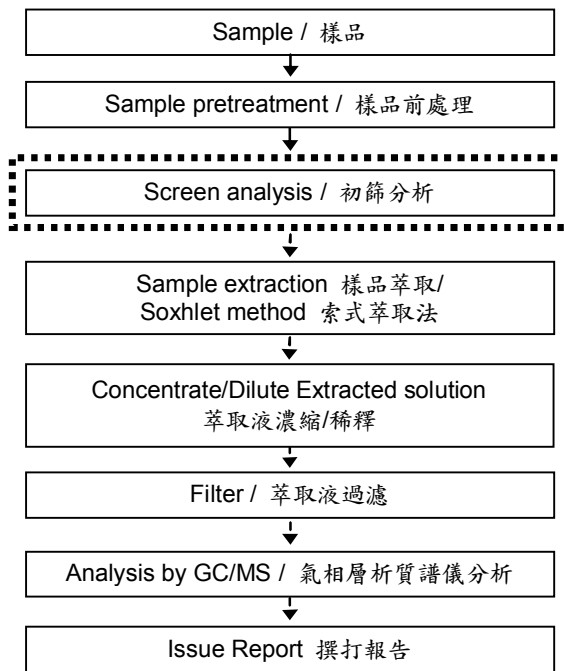 Sample / 樣品
Sample pretreatment / 樣品前處理
Screen analysis / 初篩分析
Sample extraction 樣品萃取/
Soxhlet method 索式萃取法
Concentrate/Dilute Extracted solution
萃取液濃縮/稀釋
Filter / 萃取液過濾
Analysis by GC/MS / 氣相層析質譜儀分析
Issue Report 撰打報告